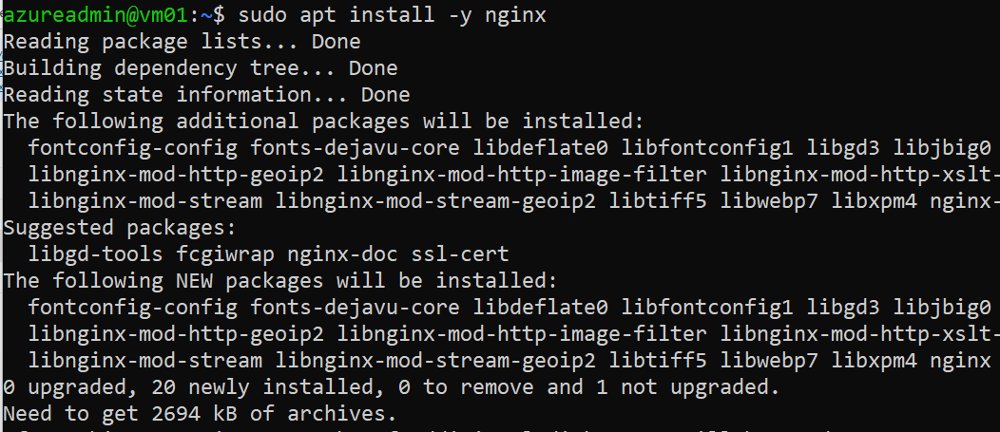 azureadmin@vm01:~$ sudo apt install -y nginx
Reading package lists... Done
Building dependency tree... Done
Reading state information... Done
The following additional packages will be installed:
  fontconfig-config fonts-dejavu-core libdeflate0 libfontconfig1 libgd3 libjbig0
  libnginx-mod-http-geoip2 libnginx-mod-http-image-filter libnginx-mod-http-xslt-
  libnginx-mod-stream libnginx-mod-stream-geoip2 libtiff5 libwebp7 libxpm4 nginx-
Suggested packages:
  libgd-tools fcgiwrap nginx-doc ssl-cert
The following NEW packages will be installed:
  fontconfig-config fonts-dejavu-core libdeflate0 libfontconfig1 libgd3 libjbig0
  libnginx-mod-http-geoip2 libnginx-mod-http-image-filter libnginx-mod-http-xslt-
  libnginx-mod-stream libnginx-mod-stream-geoip2 libtiff5 libwebp7 libxpm4 nginx
0 upgraded, 20 newly installed, 0 to remove and 1 not upgraded.
Need to get 2694 kB of archives.